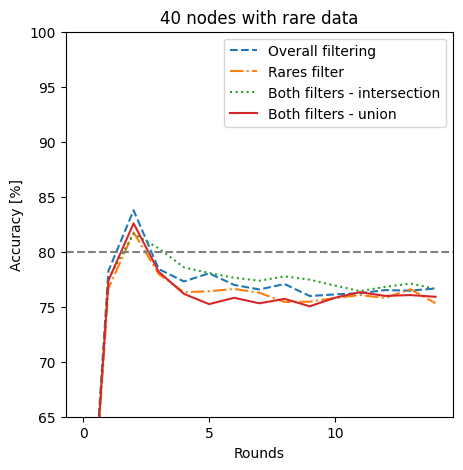 40 nodes with rare data
100
95
90
85
80
75
70
65
Accuracy [%]
Overall filtering
Rares filter
Both filters - intersection
Both filters - union
0
5
10
Rounds